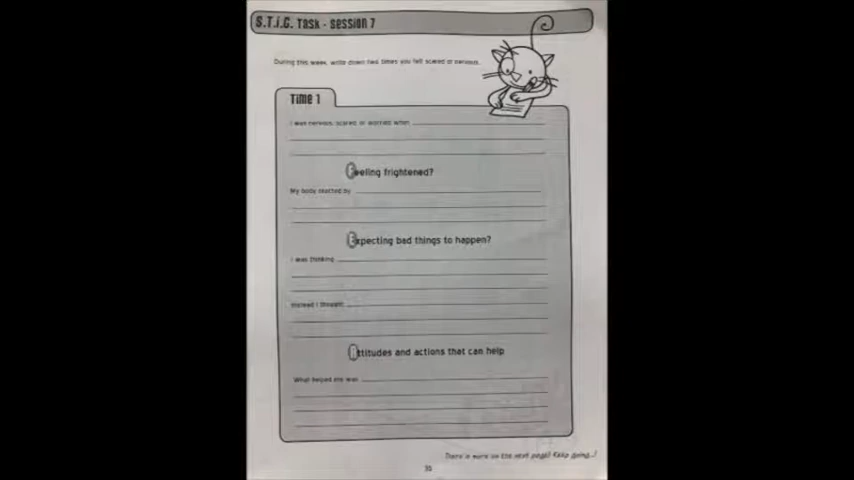 S.T.I.C. Task - Session 7
During this week, write down two times you felt scared or nervous.
Time 1
I was nervous, scared or worried when
Feeling frightened?
My body reacted by
Expecting bad things to happen?
I was thinking
Instead I thought
Attitudes and actions that can help
What helped me was
There is more on the next page! Keep going...!
30